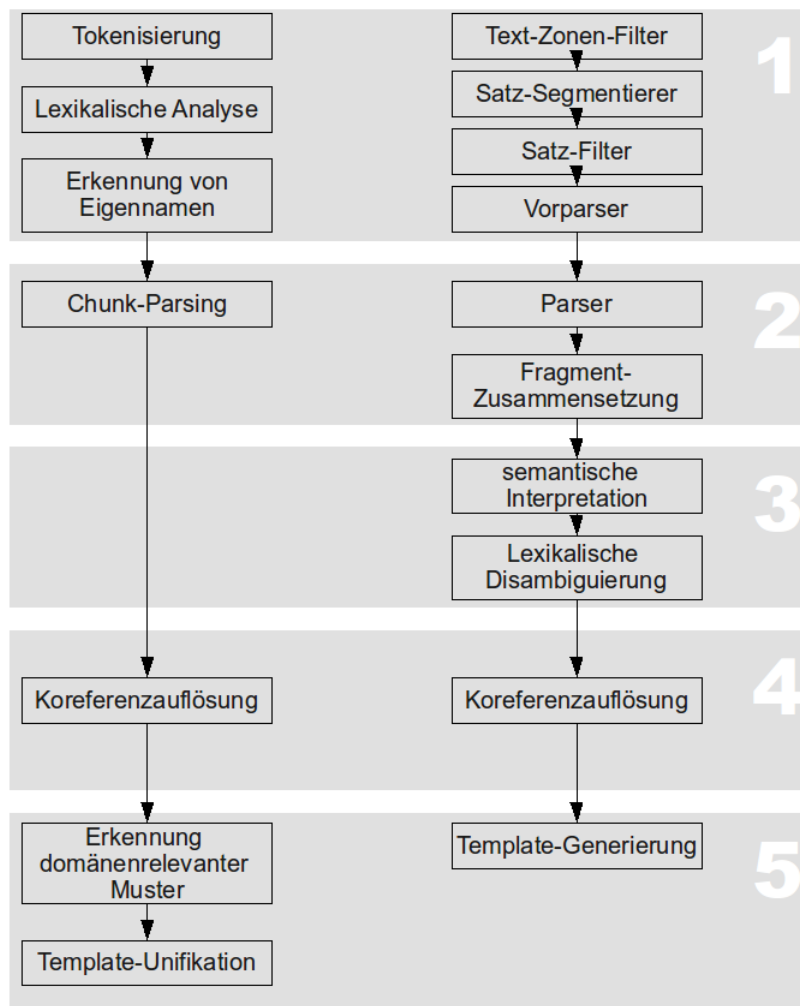 Tokenisierung
Lexikalische Analyse
Erkennung von
Eigennamen
Text-Zonen-Filter
Satz-Segmentierer
Satz-Filter
Vorparser
1
Chunk-Parsing
Parser
Fragment-
Zusammensetzung
2
semantische
Interpretation
Lexikalische
Disambiguierung
3
Koreferenzauflösung
Koreferenzauflösung
4
Erkennung
domänenrelevanter
Muster
Template-Unifikation
Template-Generierung
5